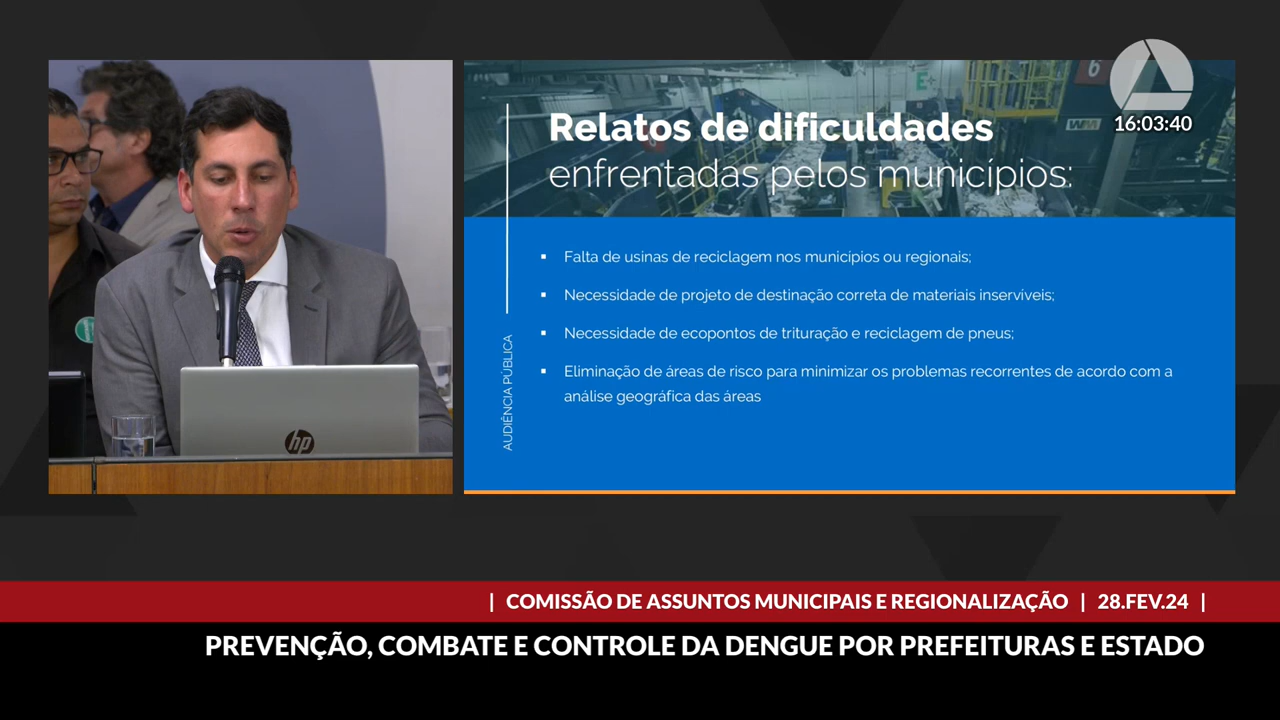 6
E
WM
16:03:40
Relatos de dificuldades
enfrentadas pelos municípios:
▪ Falta de usinas de reciclagem nos municípios ou regionais;
▪ Necessidade de projeto de destinação correta de materiais inservíveis;
▪ Necessidade de ecopontos de trituração e reciclagem de pneus;
▪ Eliminação de áreas de risco para minimizar os problemas recorrentes de acordo com a
análise geográfica das áreas
AUDIÊNCIA PÚBLICA
hp
| COMISSÃO DE ASSUNTOS MUNICIPAIS E REGIONALIZAÇÃO | 28.FEV.24 |
PREVENÇÃO, COMBATE E CONTROLE DA DENGUE POR PREFEITURAS E ESTADO